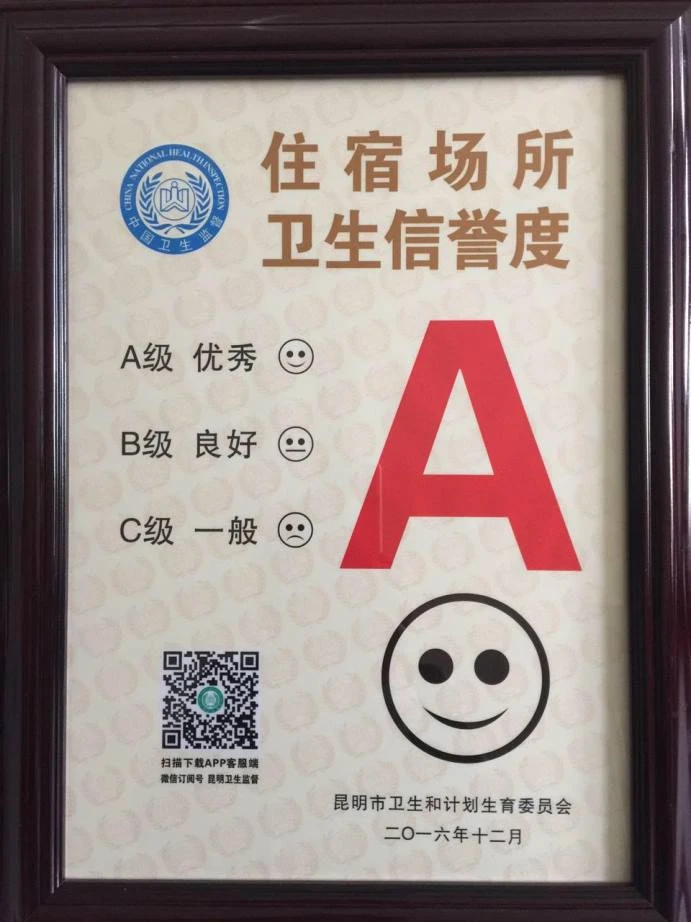 住宿场所
卫生信誉度
CHINA NATIONAL HEALTH INSPECTION
中国卫生监督
A级 优秀
B级 良好
C级 一般
A
扫描下载APP客服端
微信订阅号 昆明卫生监督
昆明市卫生和计划生育委员会
二〇一六年十二月